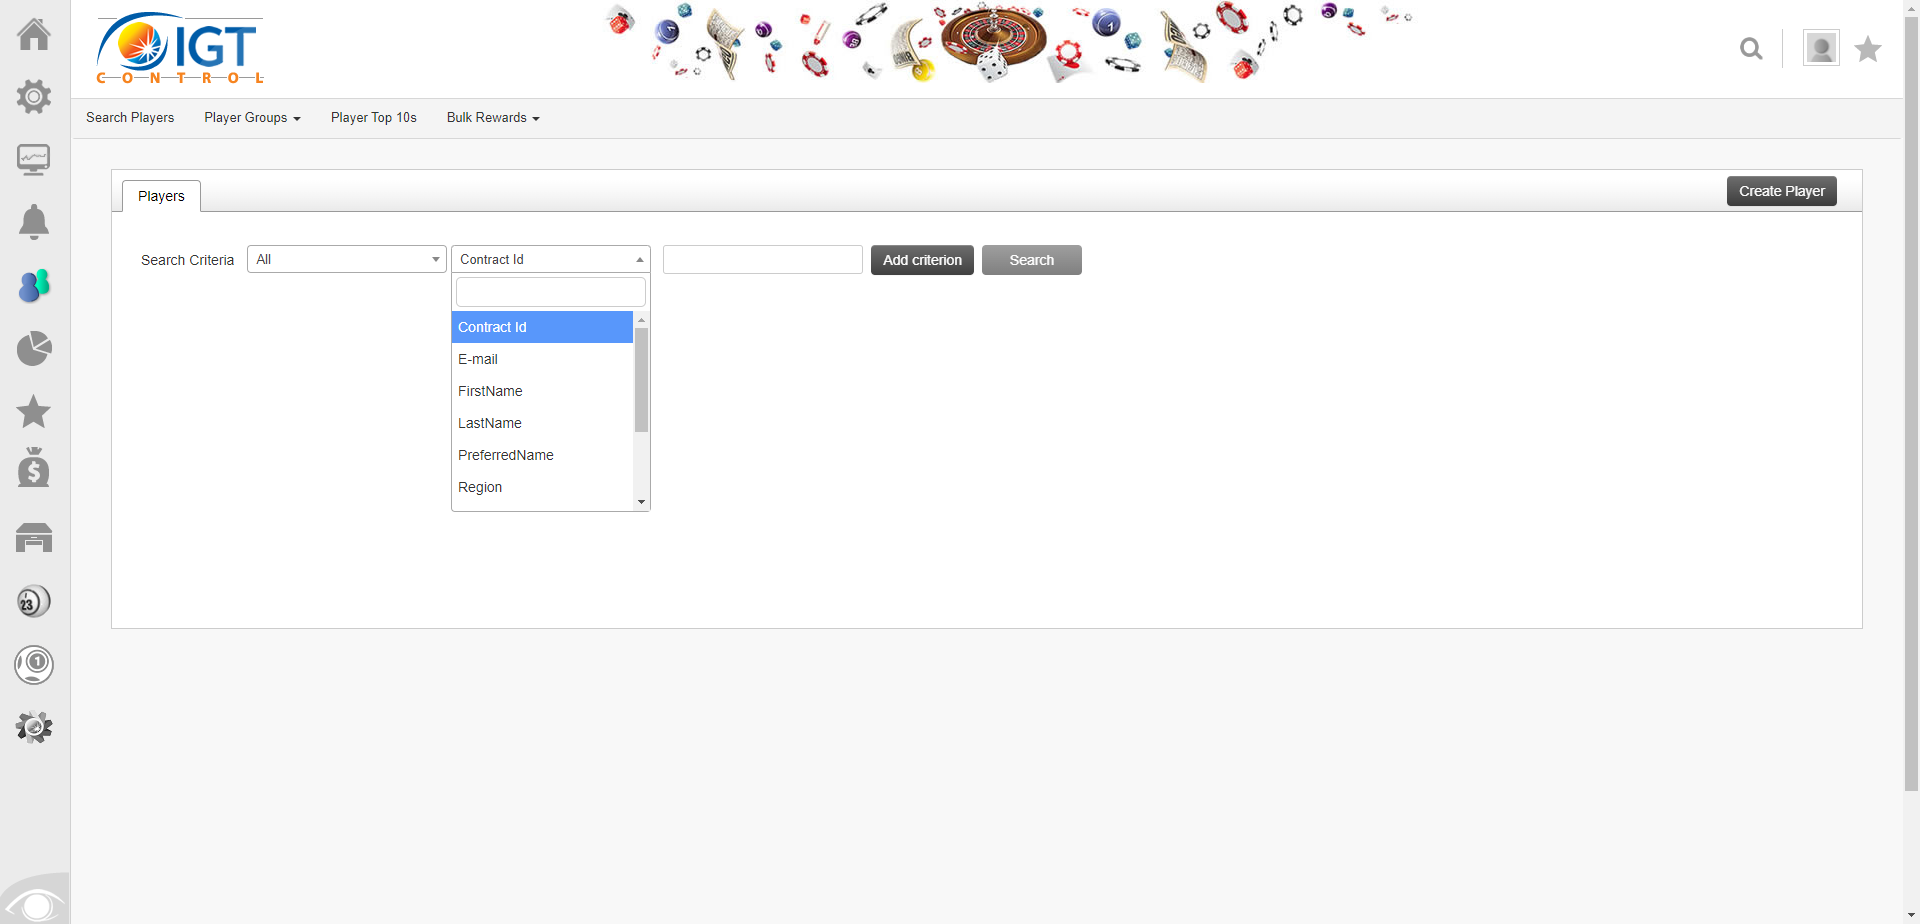 IGT
CONTROL
Search Players
Player Groups
Player Top 10s
Bulk Rewards
Players
Create Player
Search Criteria
All
Contract Id
Add criterion
Search
Contract Id
E-mail
FirstName
LastName
PreferredName
Region
23
1